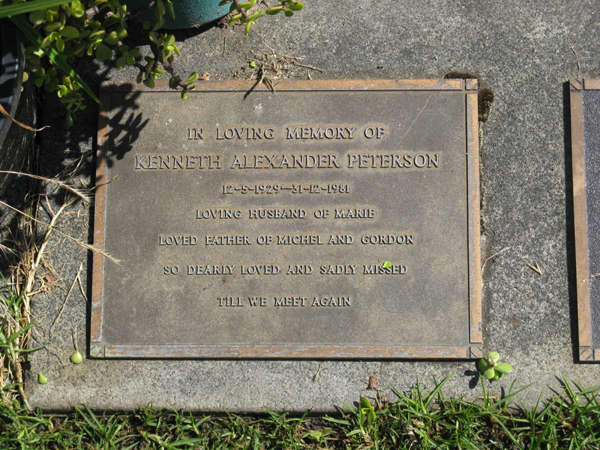 IN LOVING MEMORY OF
KENNETH ALEXANDER PETERSON
12-5-1929—31-12-1981
LOVING HUSBAND OF MARIE
LOVED FATHER OF MICHEL AND GORDON
SO DEARLY LOVED AND SADLY MISSED
TILL WE MEET AGAIN